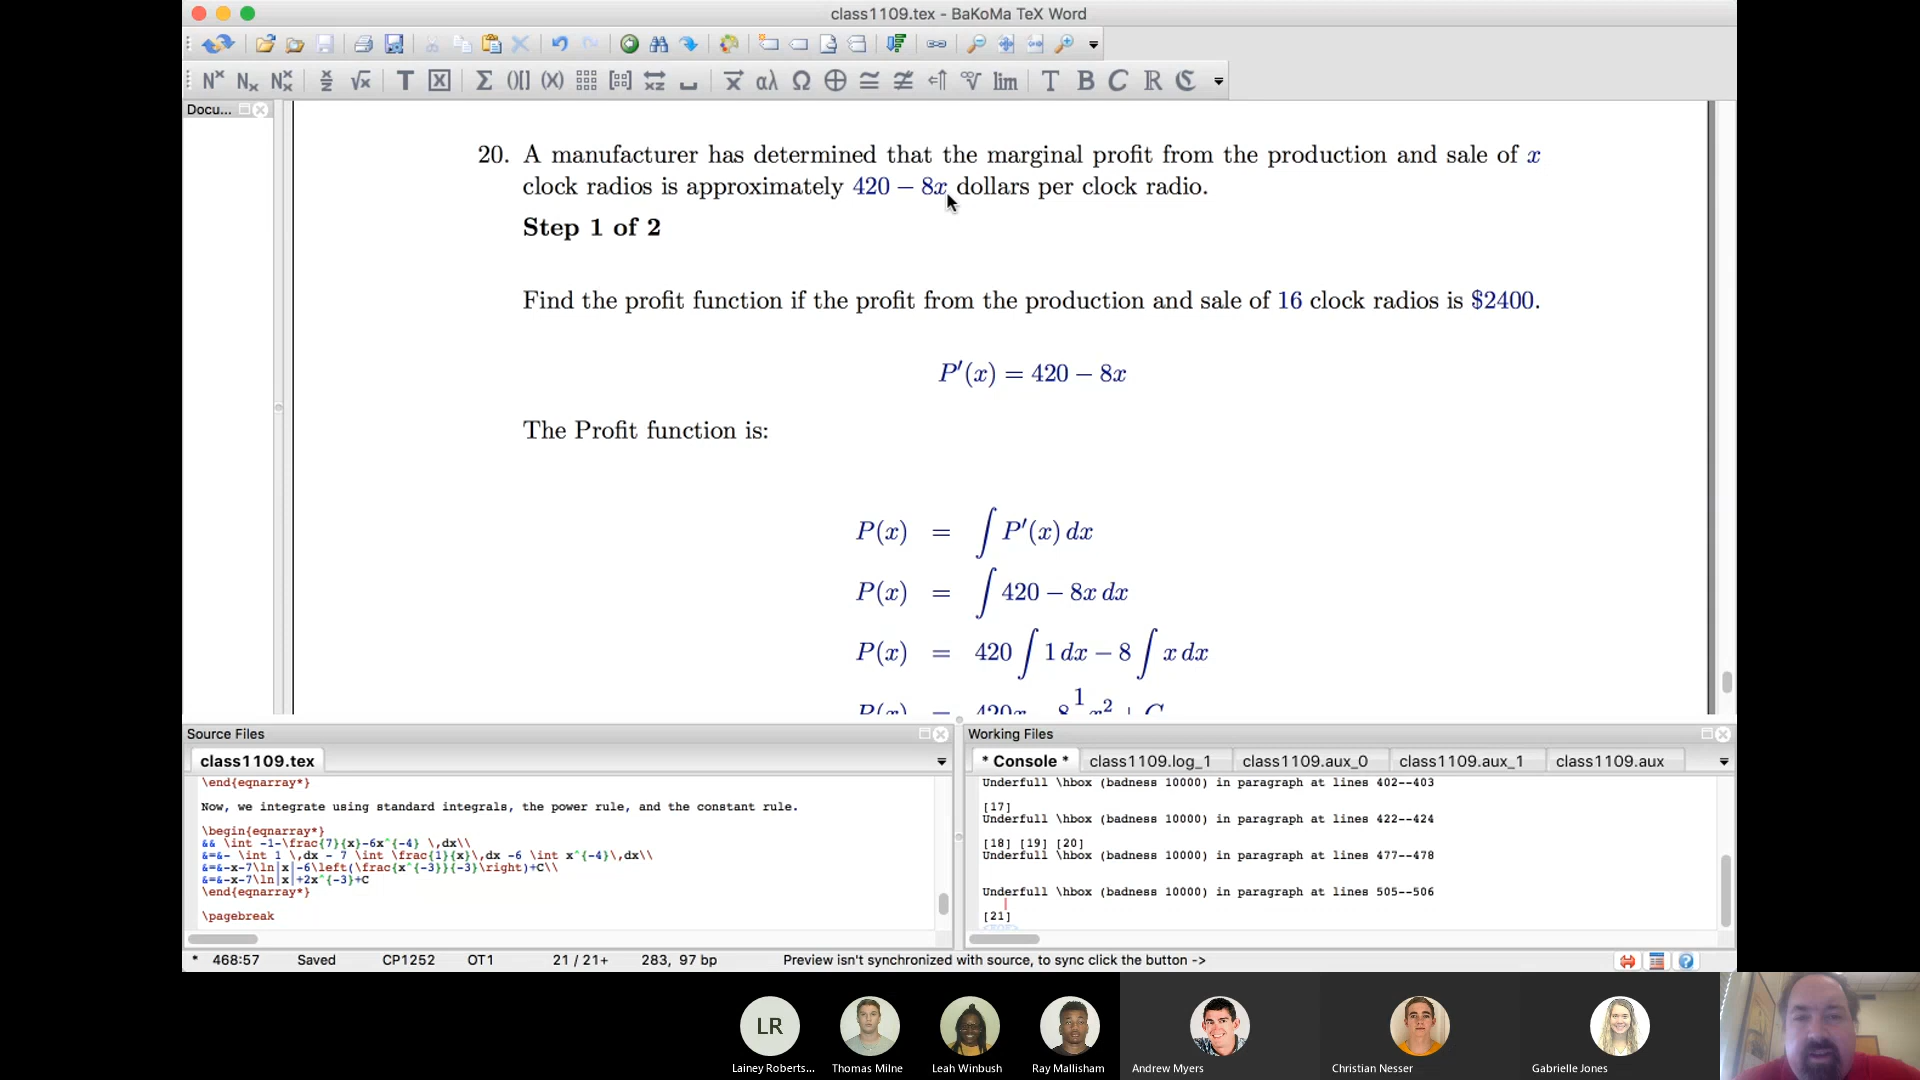 class1109.tex - BaKoMa TeX Word
Docu...
20. A manufacturer has determined that the marginal profit from the production and sale of x
clock radios is approximately 420 − 8x dollars per clock radio.
Step 1 of 2
Find the profit function if the profit from the production and sale of 16 clock radios is $2400.
P′(x) = 420 − 8x
The Profit function is:
P(x) = ∫ P′(x) dx
P(x) = ∫ 420 − 8x dx
P(x) = 420 ∫ 1 dx − 8 ∫ x dx
P(x) = 420x − 8 1 x² + C
Source Files
class1109.tex
\end{eqnarray*}
Now, we integrate using standard integrals, the power rule, and the constant rule.
\begin{eqnarray*}
&& \int -1-\frac{7}{x}-6x^{-4} \,dx\\
&=&- \int 1 \,dx - 7 \int \frac{1}{x}\,dx -6 \int x^{-4}\,dx\\
&=&-x-7\ln|x|-6\left(\frac{x^{-3}}{-3}\right)+C\\
&=&-x-7\ln|x|+2x^{-3}+C
\end{eqnarray*}
\pagebreak
Working Files
* Console * class1109.log_1 class1109.aux_0 class1109.aux_1 class1109.aux
Underfull \hbox (badness 10000) in paragraph at lines 402--403
[17]
Underfull \hbox (badness 10000) in paragraph at lines 422--424
[18] [19] [20]
Underfull \hbox (badness 10000) in paragraph at lines 477--478
Underfull \hbox (badness 10000) in paragraph at lines 505--506
[21]
* 468:57 Saved CP1252 OT1 21 / 21+ 283, 97 bp Preview isn't synchronized with source, to sync click the button ->
LR
Lainey Roberts... Thomas Milne Leah Winbush Ray Mallisham Andrew Myers Christian Nesser Gabrielle Jones